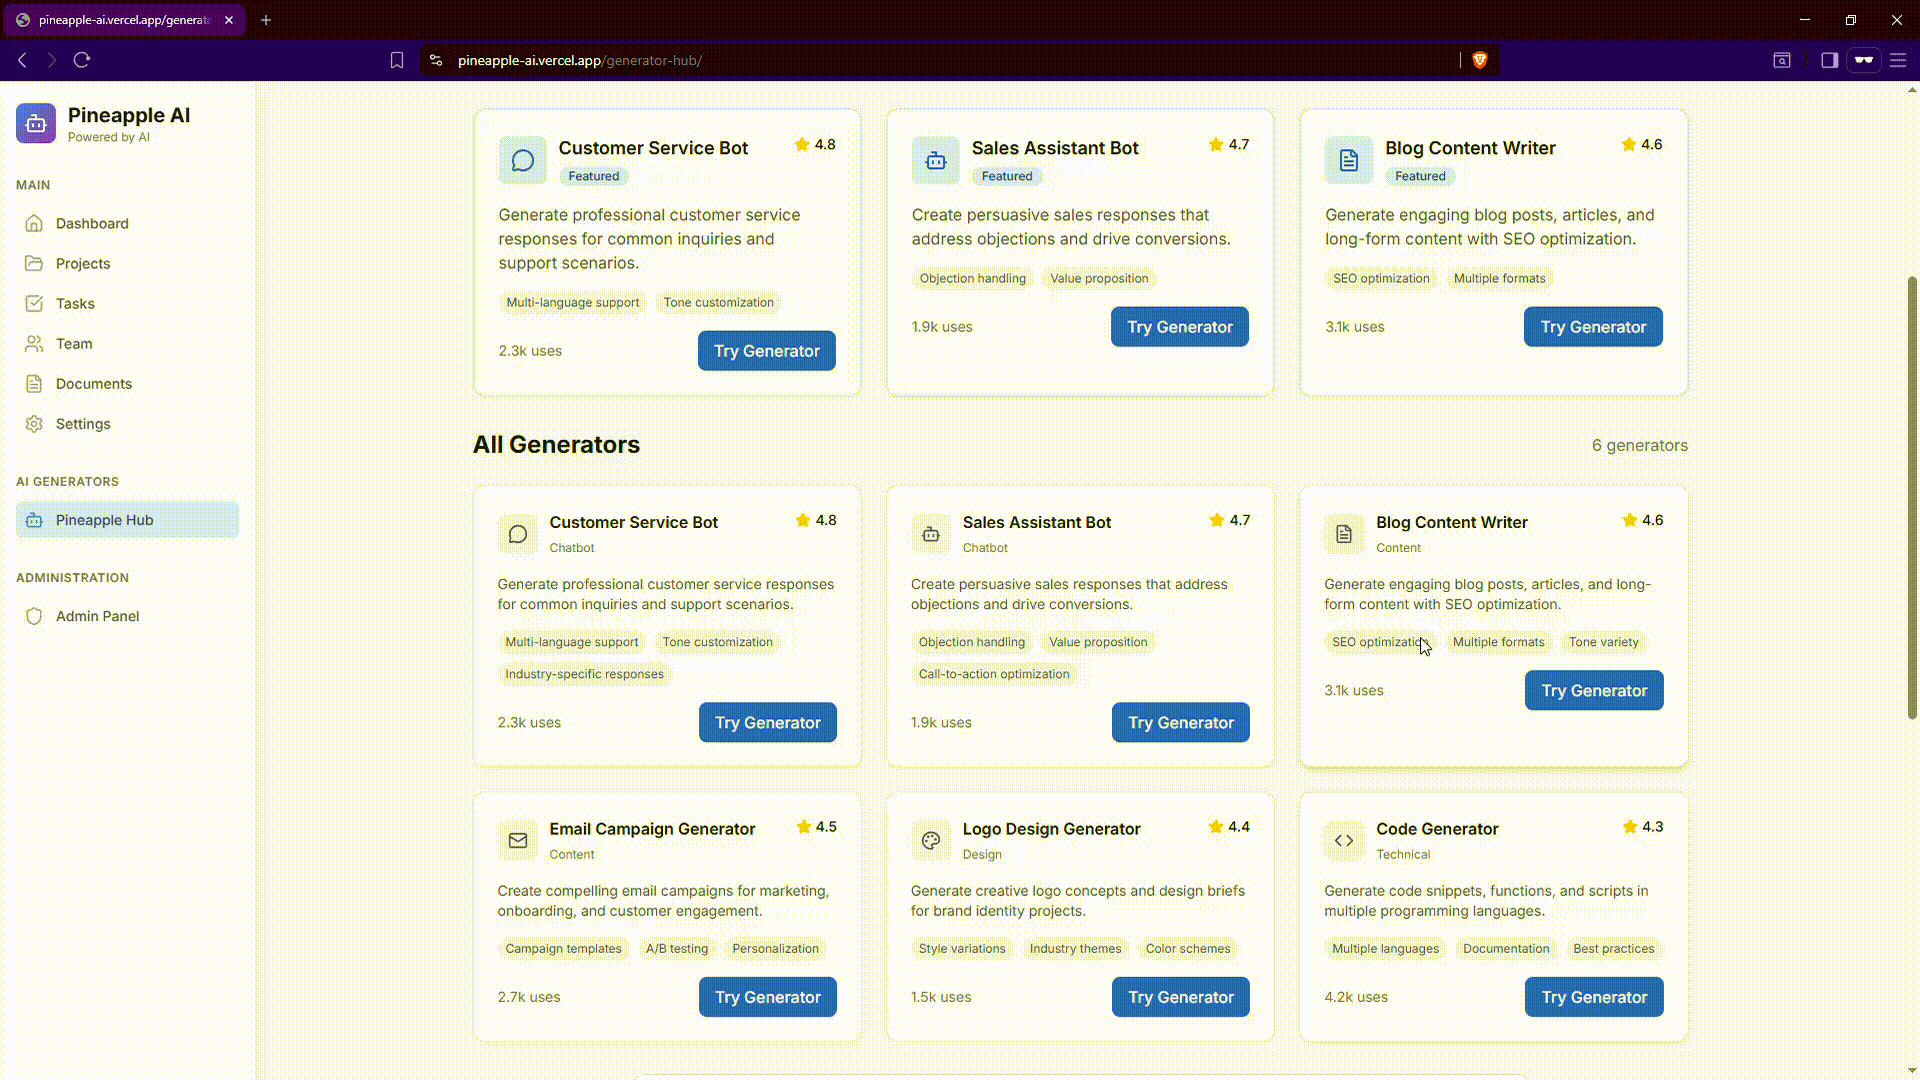 pineapple-ai.vercel.app/generat
pineapple-ai.vercel.app/generator-hub/
Pineapple AI
Powered by AI
MAIN
Dashboard
Projects
Tasks
Team
Documents
Settings
AI GENERATORS
Pineapple Hub
ADMINISTRATION
Admin Panel
Customer Service Bot
4.8
Featured
Generate professional customer service
responses for common inquiries and
support scenarios.
Multi-language support
Tone customization
2.3k uses
Try Generator
Sales Assistant Bot
4.7
Featured
Create persuasive sales responses that
address objections and drive conversions.
Objection handling
Value proposition
1.9k uses
Try Generator
Blog Content Writer
4.6
Featured
Generate engaging blog posts, articles, and
long-form content with SEO optimization.
SEO optimization
Multiple formats
3.1k uses
Try Generator
All Generators
6 generators
Customer Service Bot
4.8
Chatbot
Generate professional customer service responses
for common inquiries and support scenarios.
Multi-language support
Tone customization
Industry-specific responses
2.3k uses
Try Generator
Sales Assistant Bot
4.7
Chatbot
Create persuasive sales responses that address
objections and drive conversions.
Objection handling
Value proposition
Call-to-action optimization
1.9k uses
Try Generator
Blog Content Writer
4.6
Content
Generate engaging blog posts, articles, and long-
form content with SEO optimization.
SEO optimization
Multiple formats
Tone variety
3.1k uses
Try Generator
Email Campaign Generator
4.5
Content
Create compelling email campaigns for marketing,
onboarding, and customer engagement.
Campaign templates
A/B testing
Personalization
2.7k uses
Try Generator
Logo Design Generator
4.4
Design
Generate creative logo concepts and design briefs
for brand identity projects.
Style variations
Industry themes
Color schemes
1.5k uses
Try Generator
Code Generator
4.3
Technical
Generate code snippets, functions, and scripts in
multiple programming languages.
Multiple languages
Documentation
Best practices
4.2k uses
Try Generator